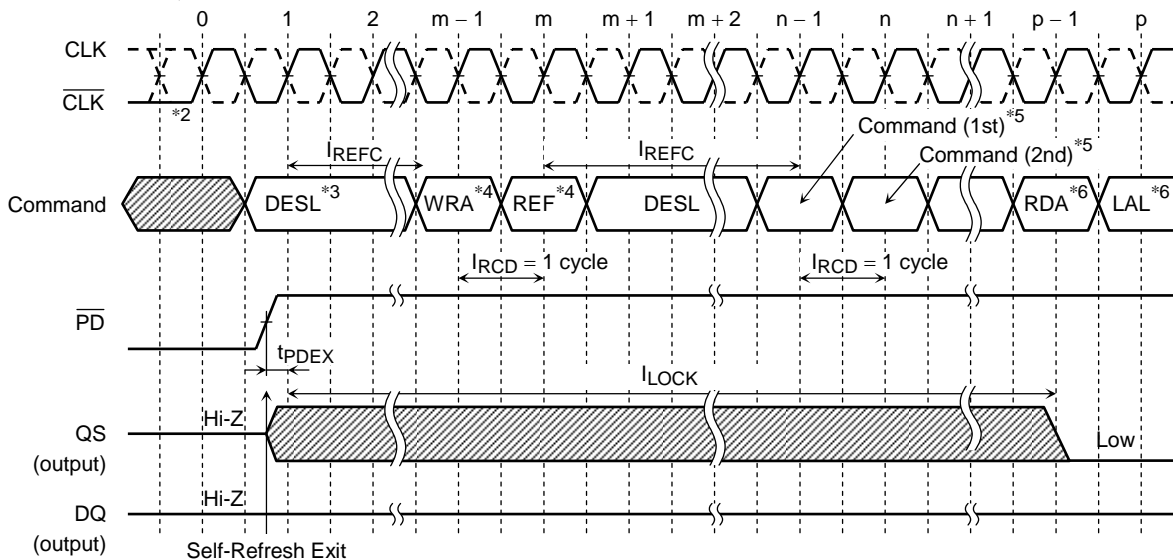 0 1 2 m – 1 m m + 1 m + 2 n – 1 n n + 1 p – 1 p
CLK
CLK
*2
Command (1st)*5
IREFC
IREFC
Command (2nd)*5
Command
DESL*3
WRA*4
REF*4
DESL
RDA*6
LAL*6
IRCD = 1 cycle
IRCD = 1 cycle
PD
tPDEX
ILOCK
Hi-Z
QS
(output)
Low
Hi-Z
DQ
(output)
Self-Refresh Exit